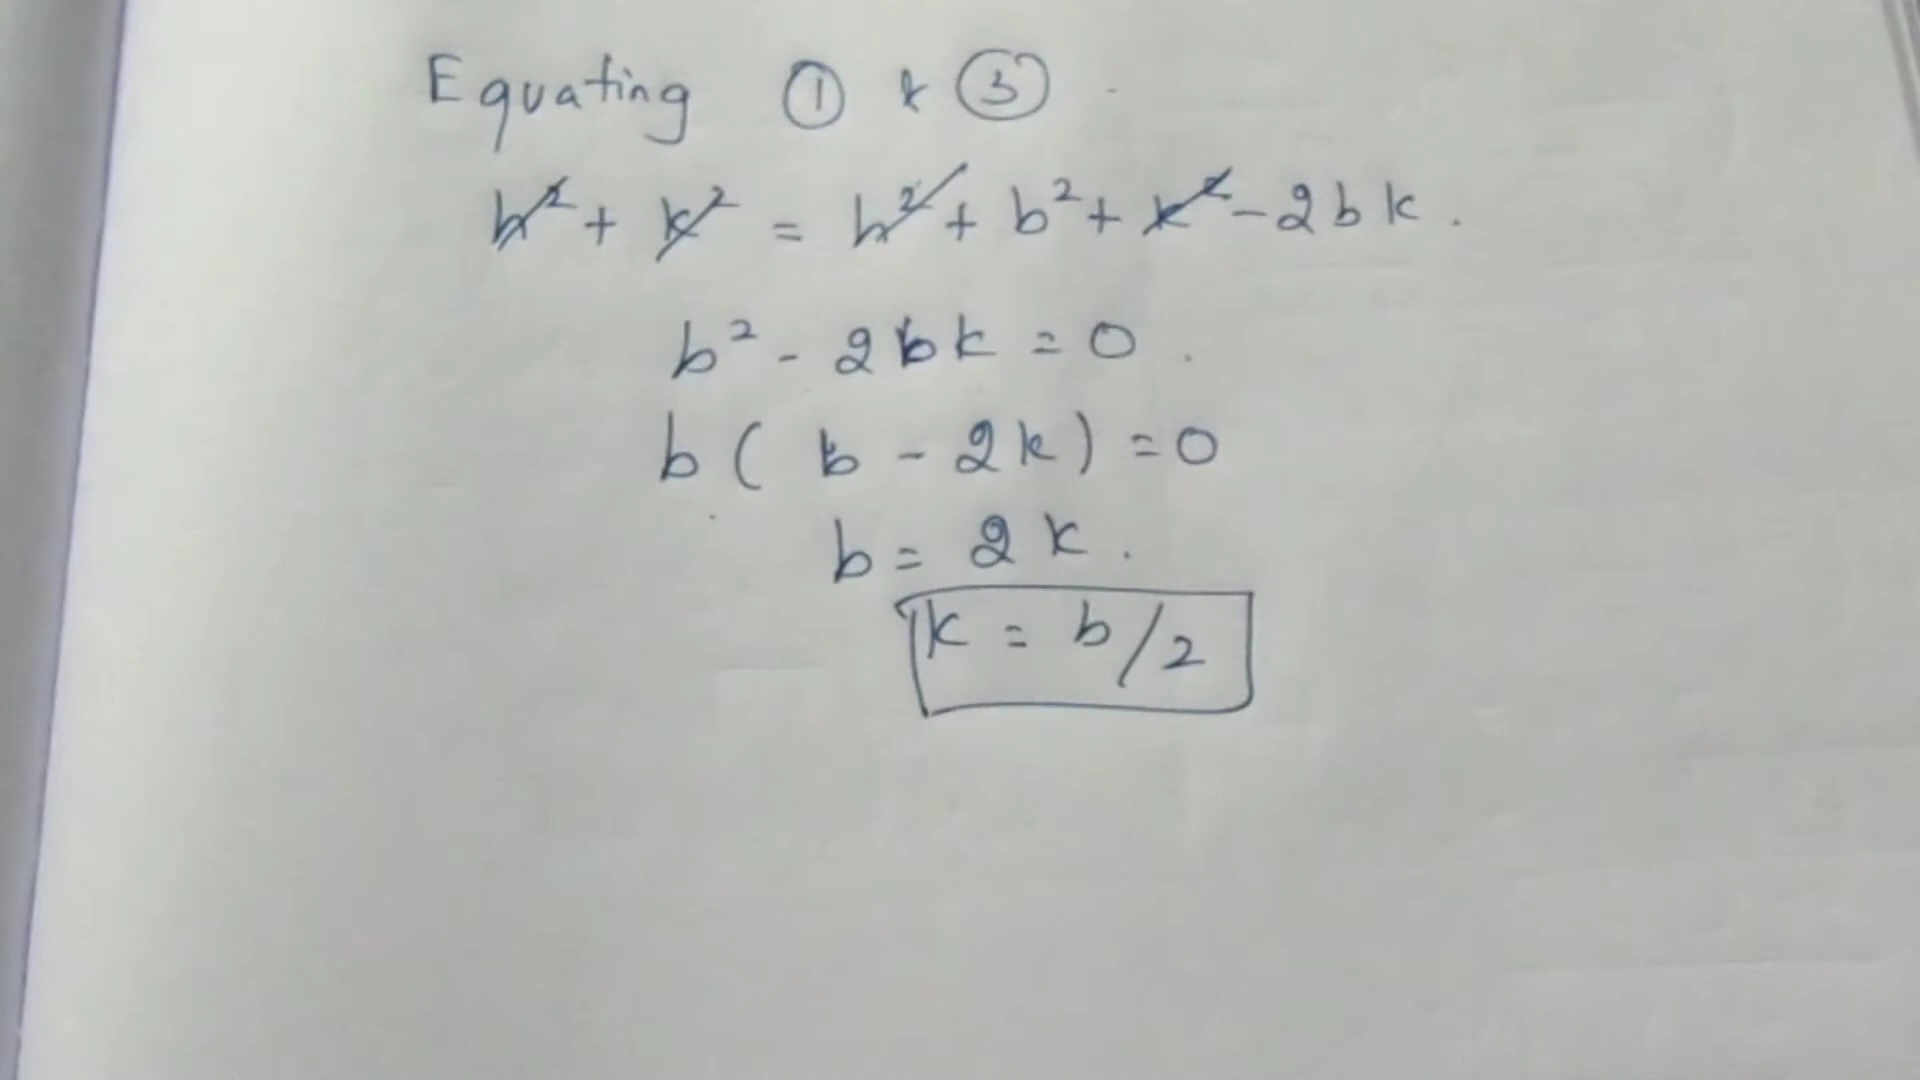 Equating ① & ③
h² + k² = h² + b² + k² - 2bk.
b² - 2bk = 0.
b ( b - 2k) = 0
b = 2k.
k = b/2